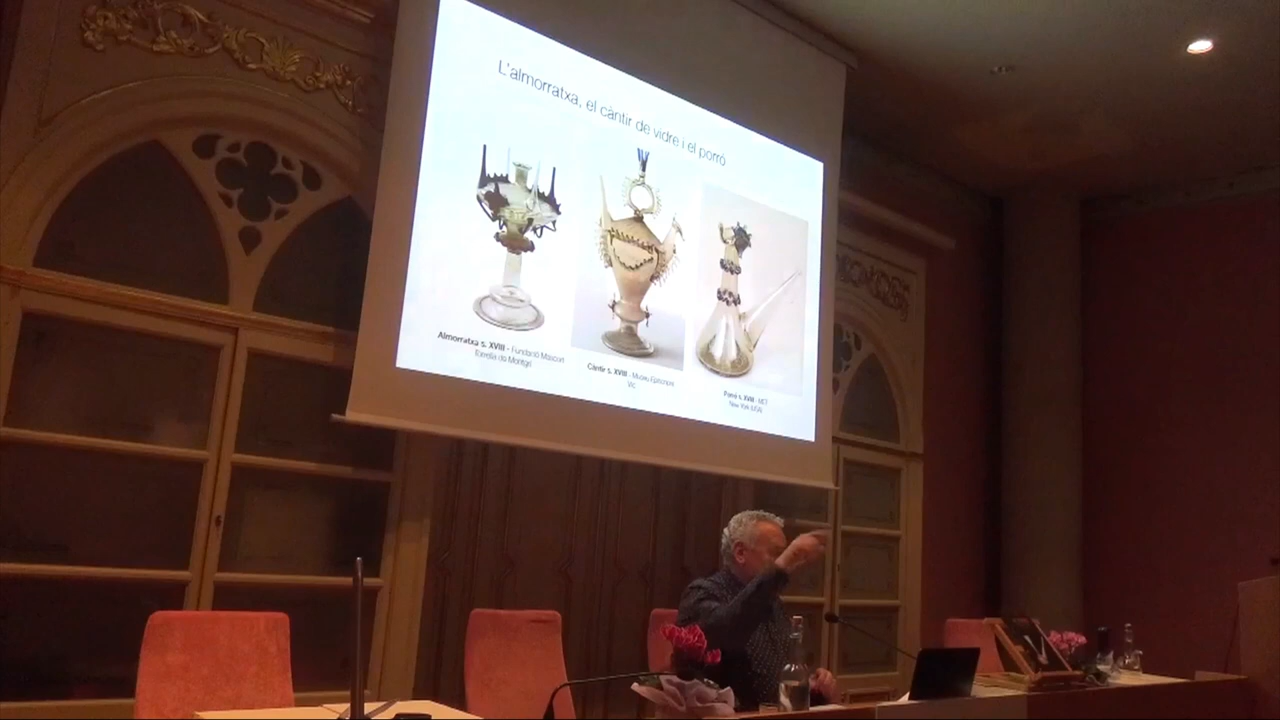 L'almorratxa, el càntir de vidre i el porró
Almorratxa s. XVIII - Fundació Mascort
Torroella de Montgrí
Càntir s. XVIII - Museu Episcopal
Vic
Porró s. XVIII - MET
New York (USA)